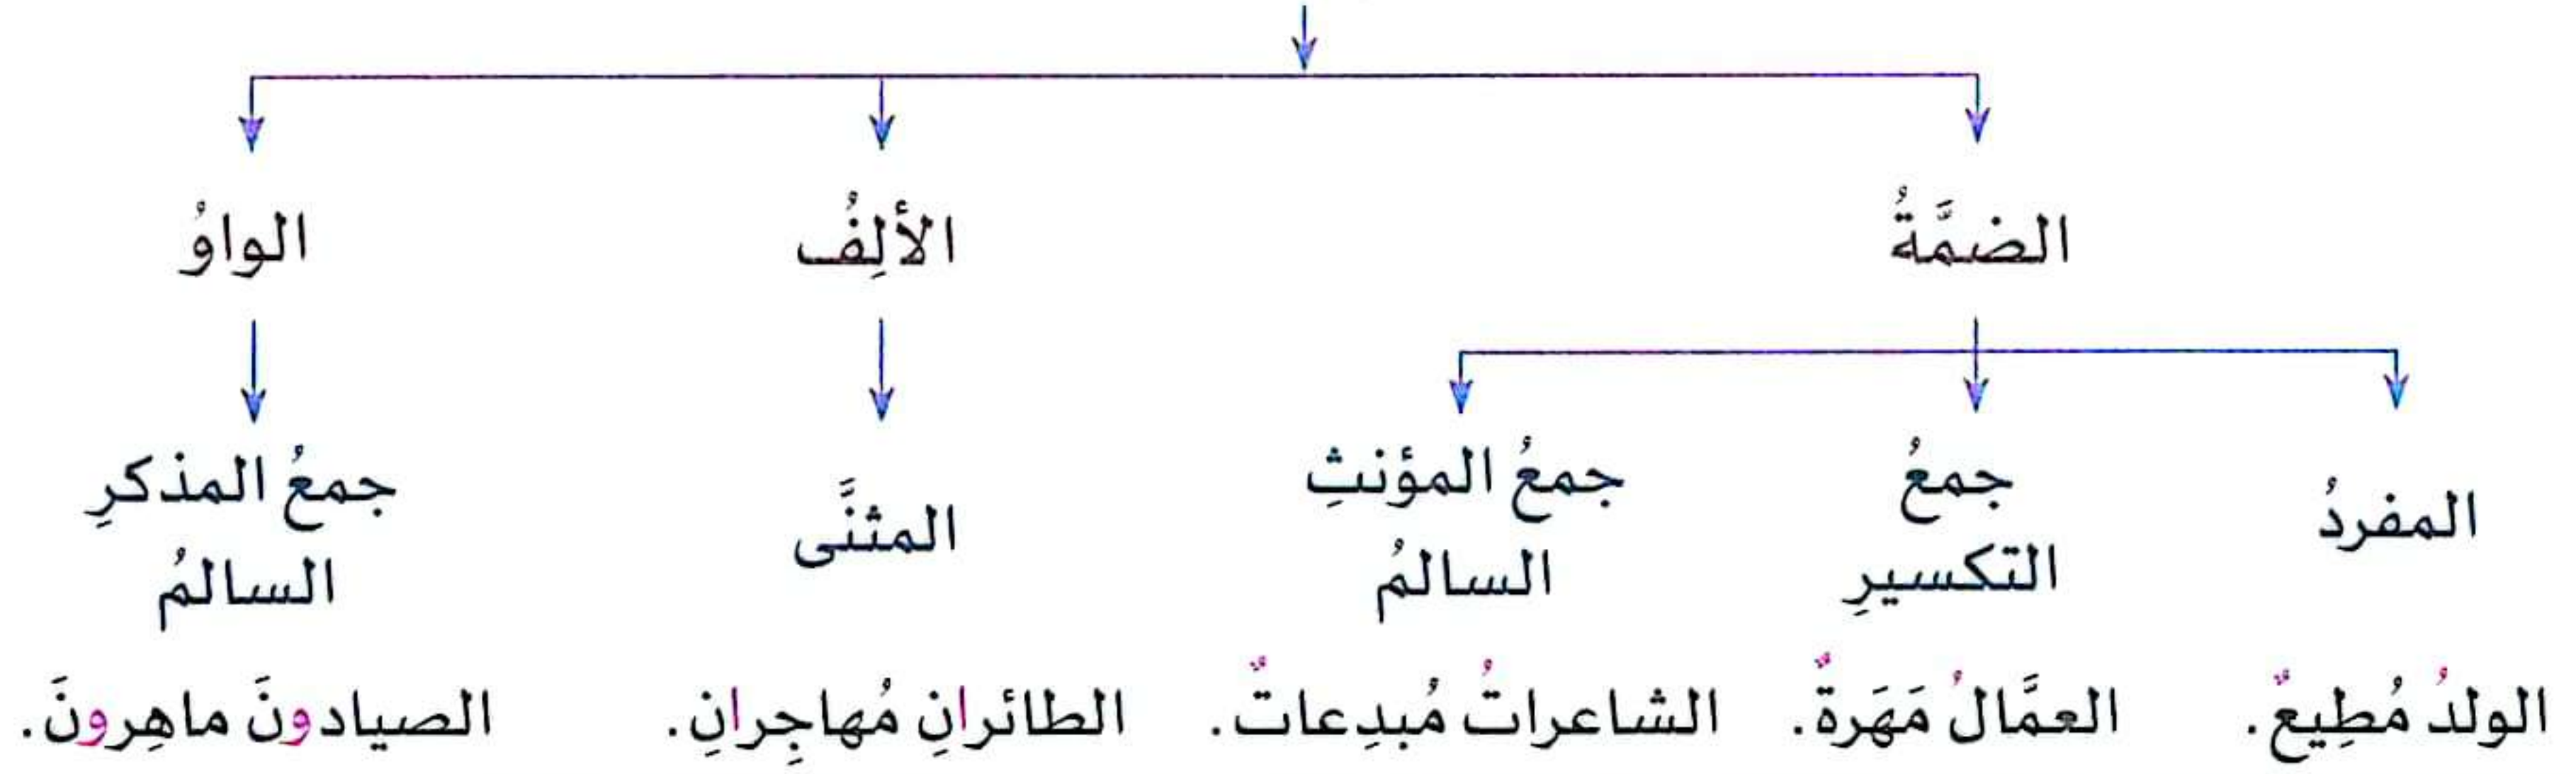 الضمَّةُ
الألِفُ
الواوُ
المفردُ
جمعُ
التكسيرِ
جمعُ المؤنثِ
السالمُ
المثنَّى
جمعُ المذكرِ
السالمُ
الولدُ مُطِيعٌ.
العمَّالُ مَهَرَةٌ.
الشاعراتُ مُبدِعاتٌ.
الطائرانِ مُهاجِرانِ.
الصيادونَ ماهِرونَ.